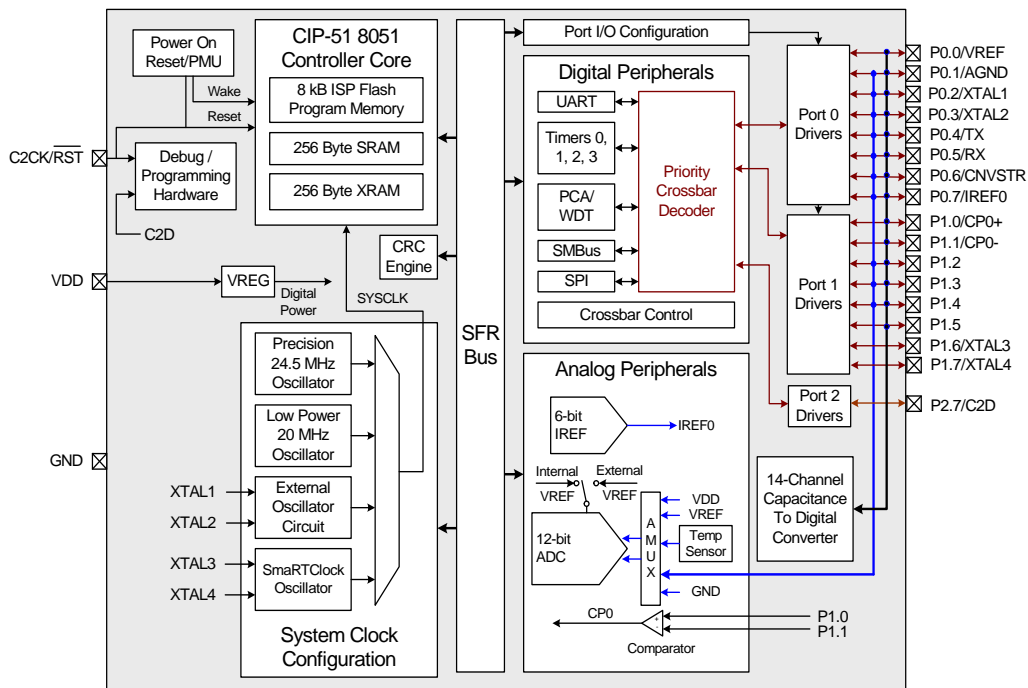 Power On
Reset/PMU
Wake
Reset
C2CK/RST
Debug /
Programming
Hardware
C2D
VDD
VREG
Digital
Power
GND
CIP-51 8051
Controller Core
8 kB ISP Flash
Program Memory
256 Byte SRAM
256 Byte XRAM
CRC
Engine
SYSCLK
Precision
24.5 MHz
Oscillator
Low Power
20 MHz
Oscillator
External
Oscillator
Circuit
SmaRTClock
Oscillator
XTAL1
XTAL2
XTAL3
XTAL4
System Clock
Configuration
SFR
Bus
Port I/O Configuration
Digital Peripherals
UART
Timers 0,
1, 2, 3
PCA/
WDT
SMBus
SPI
Priority
Crossbar
Decoder
Crossbar Control
Port 0
Drivers
Port 1
Drivers
Port 2
Drivers
P0.0/VREF
P0.1/AGND
P0.2/XTAL1
P0.3/XTAL2
P0.4/TX
P0.5/RX
P0.6/CNV/STR
P0.7/IREF0
P1.0/CP0+
P1.1/CP0-
P1.2
P1.3
P1.4
P1.5
P1.6/XTAL3
P1.7/XTAL4
P2.7/C2D
Analog Peripherals
6-bit
IREF
IREF0
Internal
VREF
External
VREF
12-bit
ADC
A
M
U
X
VDD
VREF
Temp
Sensor
GND
CP0
+
-
Comparator
P1.0
P1.1
14-Channel
Capacitance
To Digital
Converter